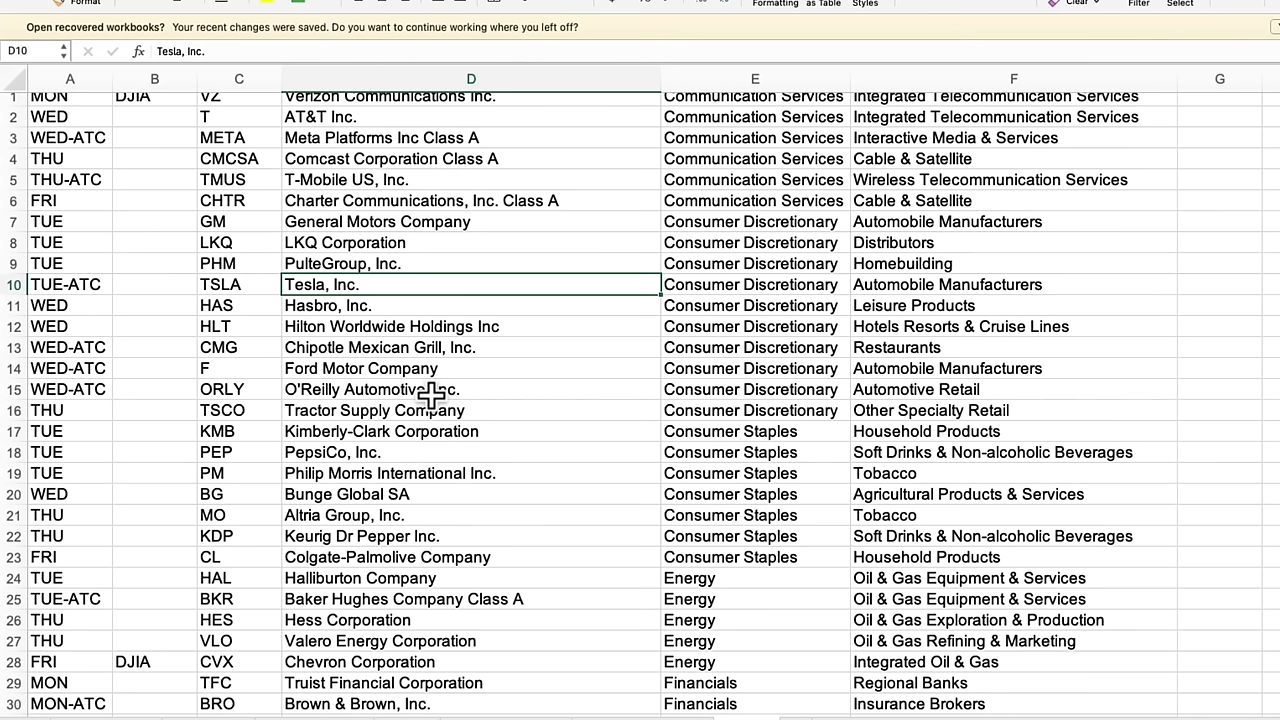 Format Formatting as Table Styles Clear Filter Select
Open recovered workbooks? Your recent changes were saved. Do you want to continue working where you left off?
D10 fx Tesla, Inc.
A B C D E F G
1 MON DJIA VZ Verizon Communications Inc. Communication Services Integrated Telecommunication Services
2 WED T AT&T Inc. Communication Services Integrated Telecommunication Services
3 WED-ATC META Meta Platforms Inc Class A Communication Services Interactive Media & Services
4 THU CMCSA Comcast Corporation Class A Communication Services Cable & Satellite
5 THU-ATC TMUS T-Mobile US, Inc. Communication Services Wireless Telecommunication Services
6 FRI CHTR Charter Communications, Inc. Class A Communication Services Cable & Satellite
7 TUE GM General Motors Company Consumer Discretionary Automobile Manufacturers
8 TUE LKQ LKQ Corporation Consumer Discretionary Distributors
9 TUE PHM PulteGroup, Inc. Consumer Discretionary Homebuilding
10 TUE-ATC TSLA Tesla, Inc. Consumer Discretionary Automobile Manufacturers
11 WED HAS Hasbro, Inc. Consumer Discretionary Leisure Products
12 WED HLT Hilton Worldwide Holdings Inc Consumer Discretionary Hotels Resorts & Cruise Lines
13 WED-ATC CMG Chipotle Mexican Grill, Inc. Consumer Discretionary Restaurants
14 WED-ATC F Ford Motor Company Consumer Discretionary Automobile Manufacturers
15 WED-ATC ORLY O'Reilly Automotive, Inc. Consumer Discretionary Automotive Retail
16 THU TSCO Tractor Supply Company Consumer Discretionary Other Specialty Retail
17 TUE KMB Kimberly-Clark Corporation Consumer Staples Household Products
18 TUE PEP PepsiCo, Inc. Consumer Staples Soft Drinks & Non-alcoholic Beverages
19 TUE PM Philip Morris International Inc. Consumer Staples Tobacco
20 WED BG Bunge Global SA Consumer Staples Agricultural Products & Services
21 THU MO Altria Group, Inc. Consumer Staples Tobacco
22 THU KDP Keurig Dr Pepper Inc. Consumer Staples Soft Drinks & Non-alcoholic Beverages
23 FRI CL Colgate-Palmolive Company Consumer Staples Household Products
24 TUE HAL Halliburton Company Energy Oil & Gas Equipment & Services
25 TUE-ATC BKR Baker Hughes Company Class A Energy Oil & Gas Equipment & Services
26 THU HES Hess Corporation Energy Oil & Gas Exploration & Production
27 THU VLO Valero Energy Corporation Energy Oil & Gas Refining & Marketing
28 FRI DJIA CVX Chevron Corporation Energy Integrated Oil & Gas
29 MON TFC Truist Financial Corporation Financials Regional Banks
30 MON-ATC BRO Brown & Brown, Inc. Financials Insurance Brokers